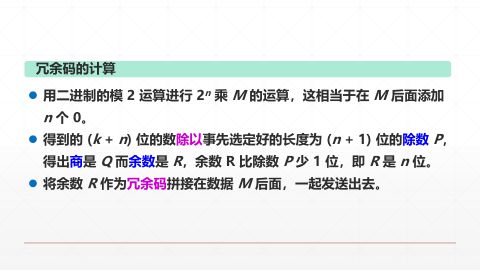 冗余码的计算
用二进制的模 2 运算进行 2ⁿ 乘 M 的运算，这相当于在 M 后面添加
n 个 0。
得到的 (k + n) 位的数除以事先选定好的长度为 (n + 1) 位的除数 P，
得出商是 Q 而余数是 R，余数 R 比除数 P 少 1 位，即 R 是 n 位。
将余数 R 作为冗余码拼接在数据 M 后面，一起发送出去。